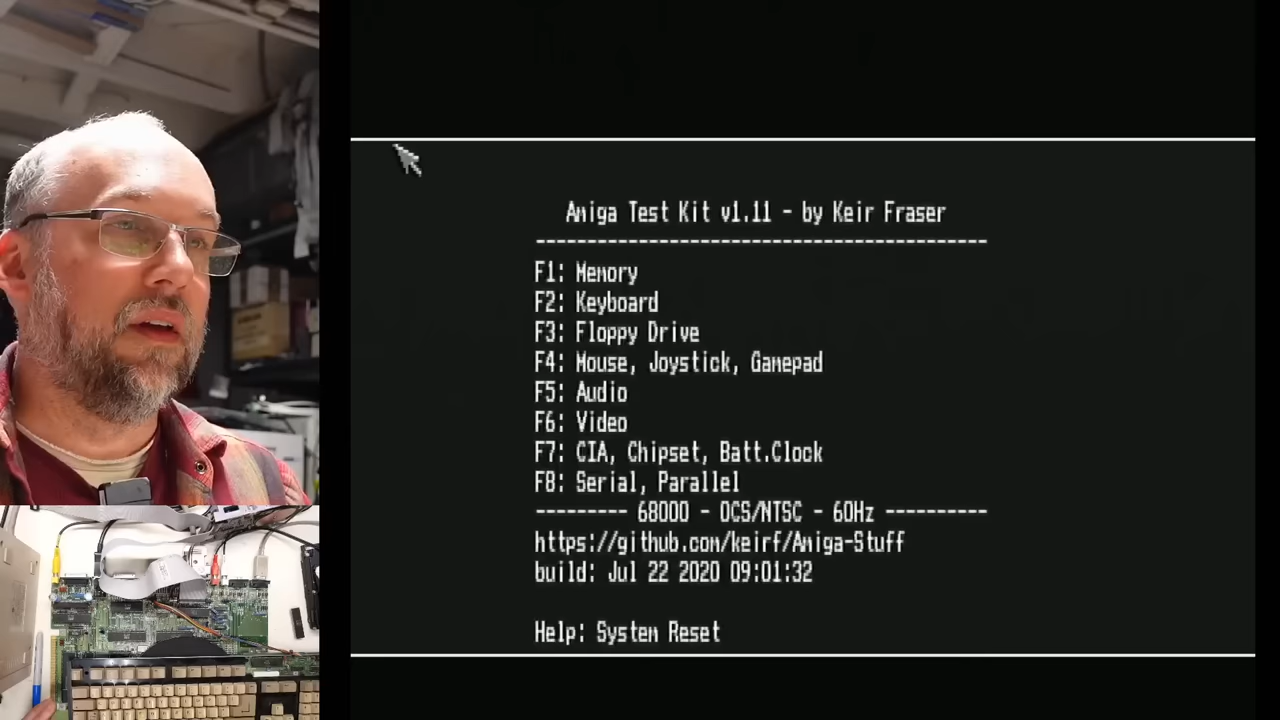 Amiga Test Kit v1.11 - by Keir Fraser
--------------------------------------------
F1: Memory
F2: Keyboard
F3: Floppy Drive
F4: Mouse, Joystick, Gamepad
F5: Audio
F6: Video
F7: CIA, Chipset, Batt.Clock
F8: Serial, Parallel
--------- 68000 - OCS/NTSC - 60Hz ----------
https://github.com/keirf/Amiga-Stuff
build: Jul 22 2020 09:01:32
Help: System Reset